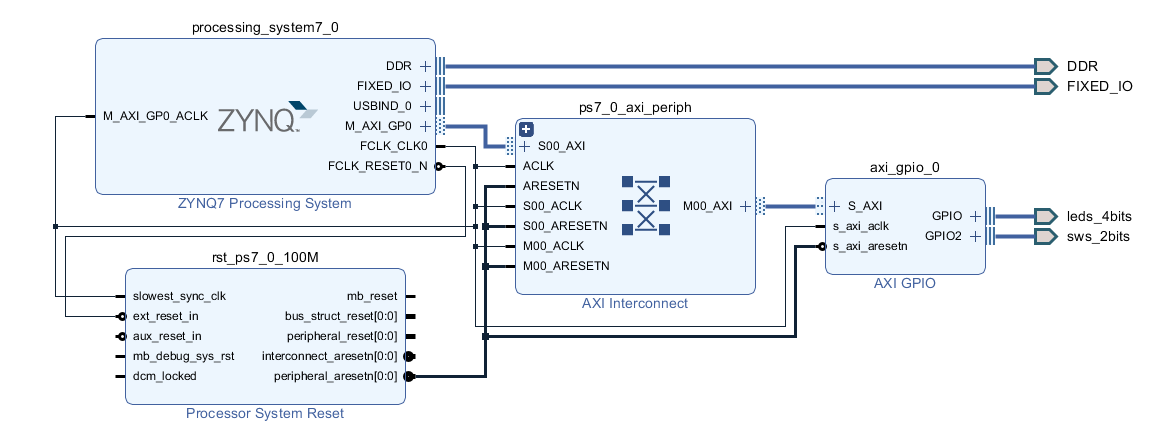 processing_system7_0
DDR
FIXED_IO
USBIND_0
M_AXI_GP0_ACLK
ZYNQ
M_AXI_GP0
FCLK_CLK0
FCLK_RESET0_N
ZYNQ7 Processing System
DDR
FIXED_IO
ps7_0_axi_periph
S00_AXI
ACLK
ARESETN
S00_ACLK
M00_AXI
S00_ARESETN
M00_ACLK
M00_ARESETN
AXI Interconnect
axi_gpio_0
S_AXI
GPIO
s_axi_aclk
GPIO2
s_axi_aresetn
AXI GPIO
leds_4bits
sws_2bits
rst_ps7_0_100M
slowest_sync_clk mb_reset
ext_reset_in bus_struct_reset[0:0]
aux_reset_in peripheral_reset[0:0]
mb_debug_sys_rst interconnect_aresetn[0:0]
dcm_locked peripheral_aresetn[0:0]
Processor System Reset